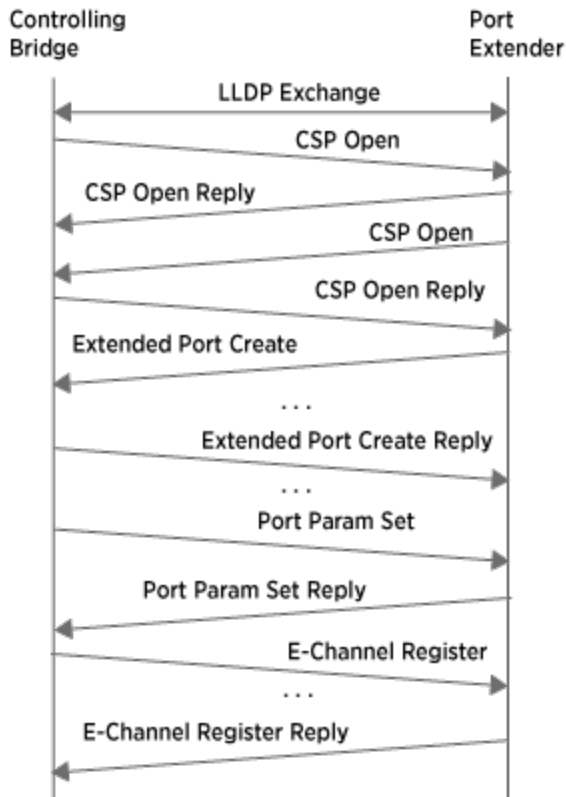 Controlling
Bridge
Port
Extender
LLDP Exchange
CSP Open
CSP Open Reply
CSP Open
CSP Open Reply
Extended Port Create
...
Extended Port Create Reply
...
Port Param Set
Port Param Set Reply
E-Channel Register
...
E-Channel Register Reply